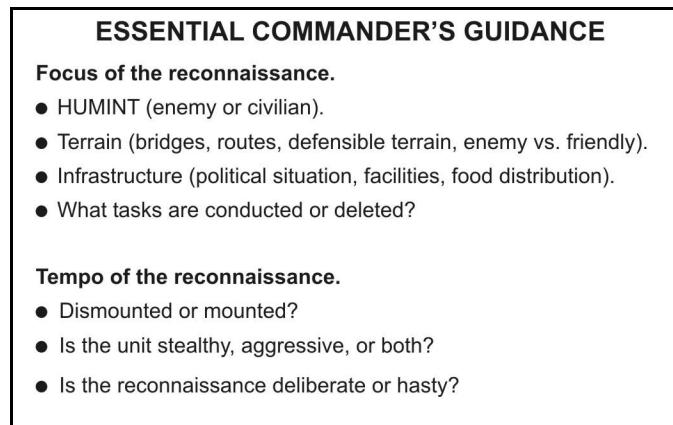 ESSENTIAL COMMANDER’S GUIDANCE
Focus of the reconnaissance.
● HUMINT (enemy or civilian).
● Terrain (bridges, routes, defensible terrain, enemy vs. friendly).
● Infrastructure (political situation, facilities, food distribution).
● What tasks are conducted or deleted?
Tempo of the reconnaissance.
● Dismounted or mounted?
● Is the unit stealthy, aggressive, or both?
● Is the reconnaissance deliberate or hasty?